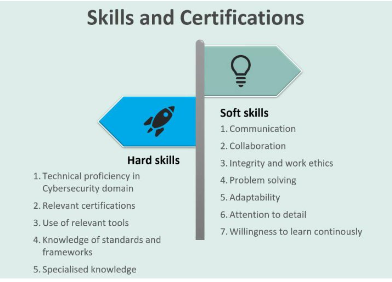 Skills and Certifications
Hard skills
1. Technical proficiency in
Cybersecurity domain
2. Relevant certifications
3. Use of relevant tools
4. Knowledge of standards and
frameworks
5. Specialised knowledge
Soft skills
1. Communication
2. Collaboration
3. Integrity and work ethics
4. Problem solving
5. Adaptability
6. Attention to detail
7. Willingness to learn continously